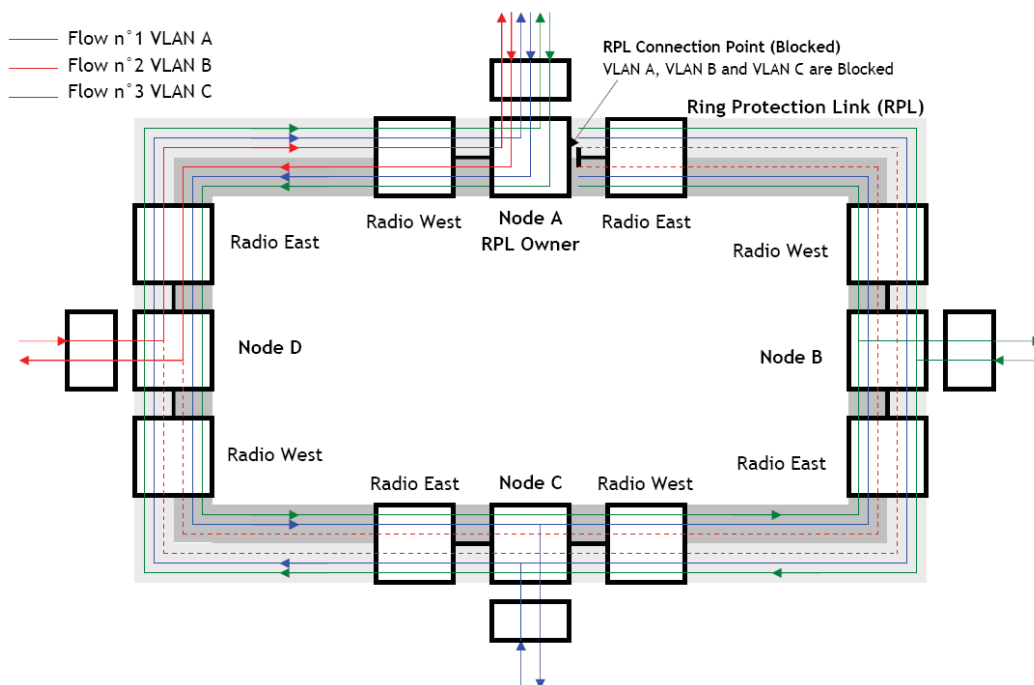 Flow n°1 VLAN A
Flow n°2 VLAN B
Flow n°3 VLAN C
RPL Connection Point (Blocked)
VLAN A, VLAN B and VLAN C are Blocked
Ring Protection Link (RPL)
Radio West
Node A
RPL Owner
Radio East
Radio East
Radio West
Node D
Node B
Radio West
Radio East
Radio East
Node C
Radio West